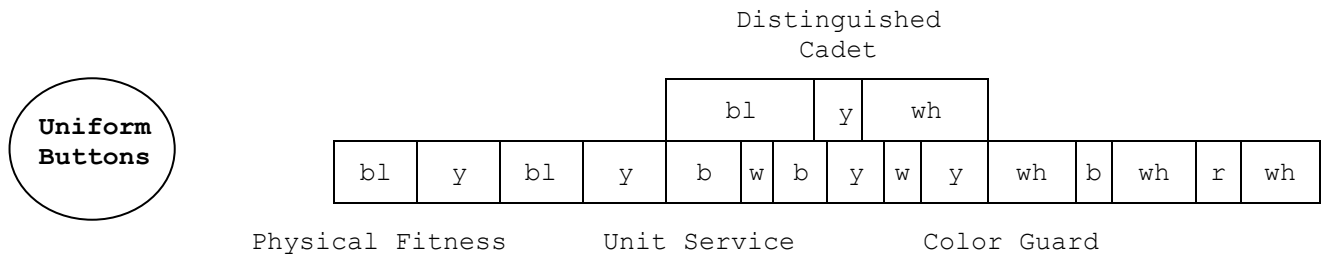 Distinguished
Cadet
bl y wh
Uniform
Buttons
bl y bl y b w b y w y wh b wh r wh
Physical Fitness Unit Service Color Guard